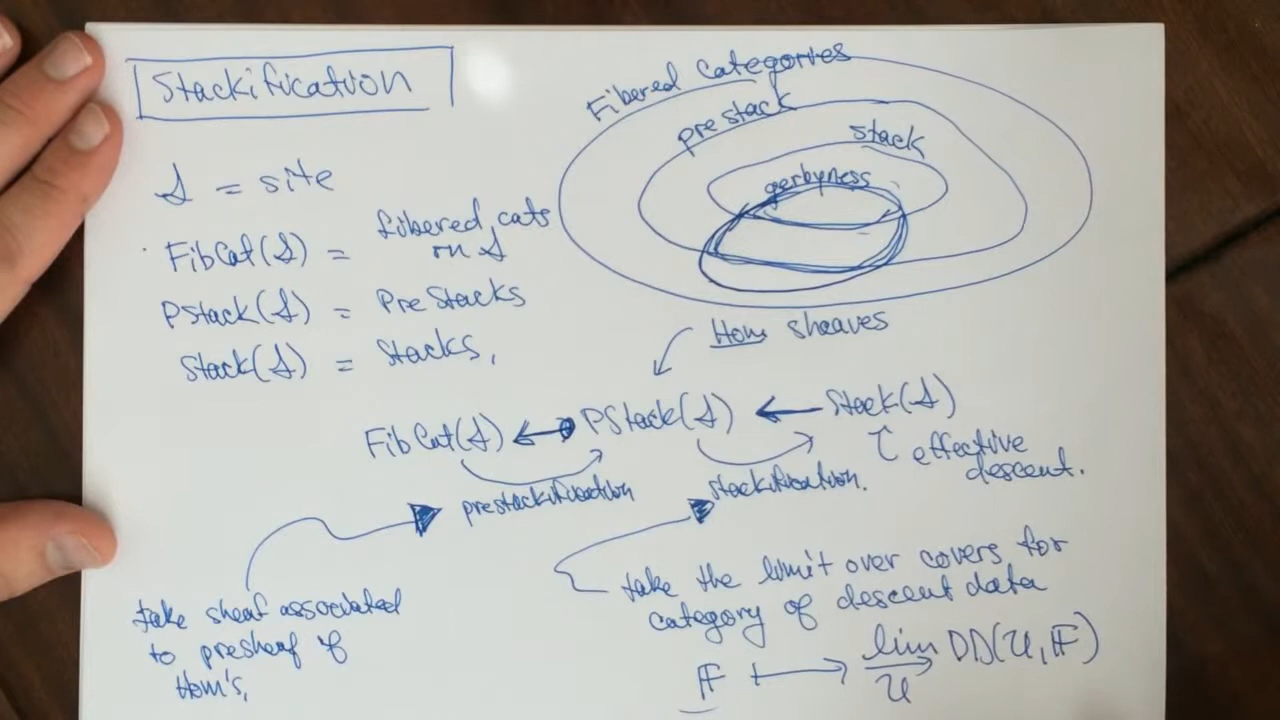 Stackification
S = site
FibCat(S) = fibered cats on S
PStack(S) = PreStacks
Stack(S) = Stacks,
Fibered categories
prestack
stack
gerbyness
Hom sheaves
FibCat(S) ← PStack(S) ← Stack(S)
prestackification
stackification.
effective
descent.
take sheaf associated
to presheaf of
Hom's,
take the limit over covers for
category of descent data
F ↦ lim DD(U, F)
U